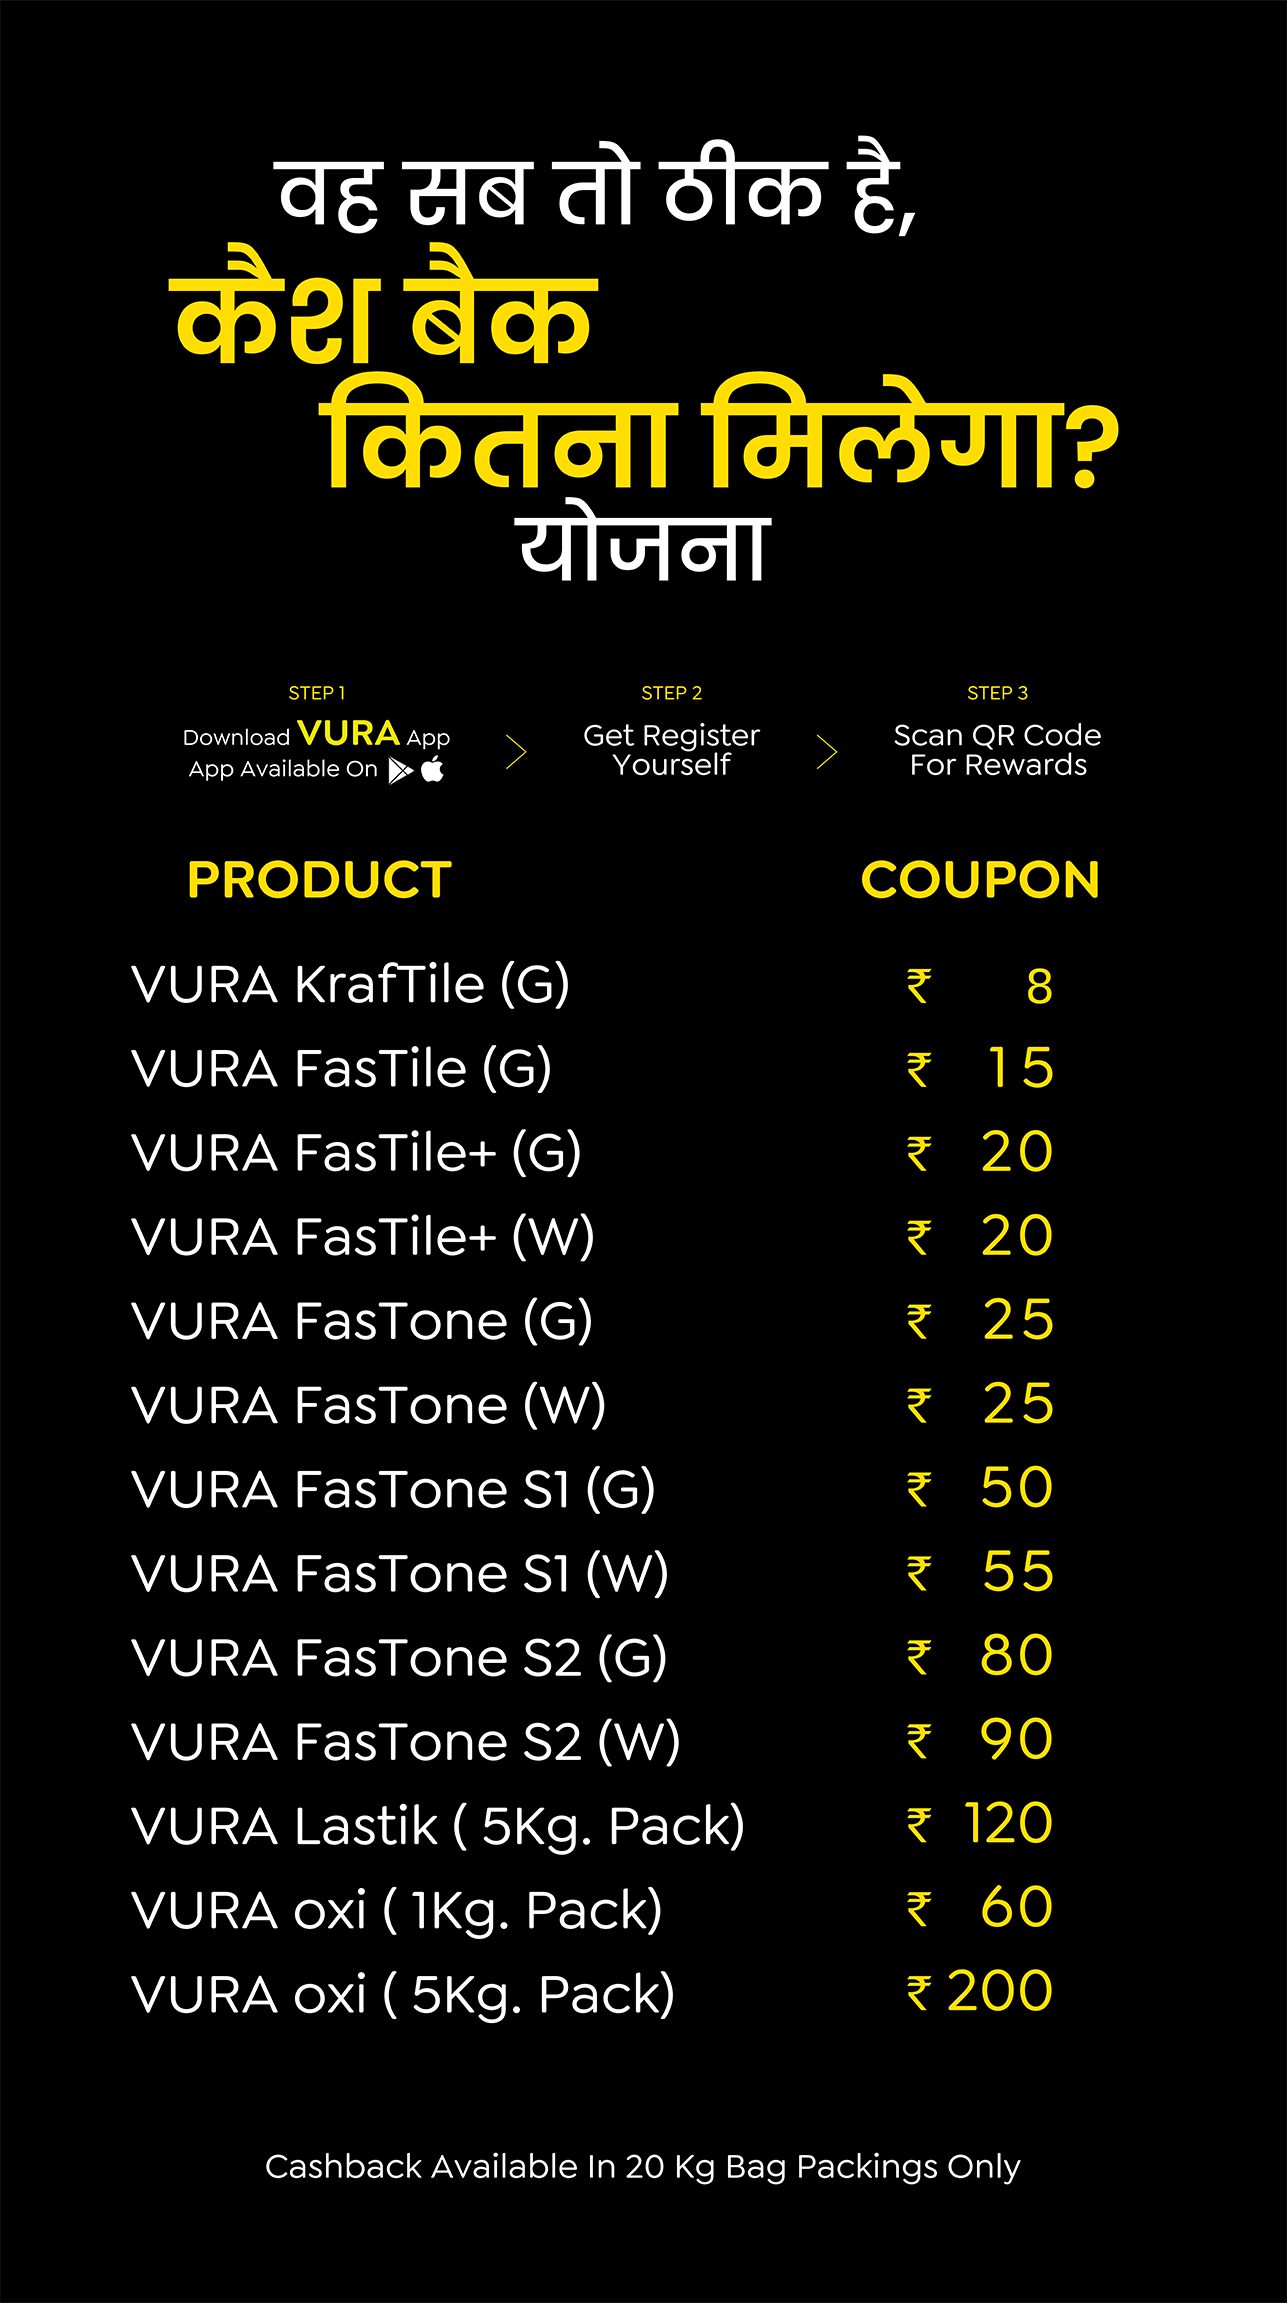 वह सब तो ठीक है,
कैश बैक
कितना मिलेगा?
योजना
STEP 1
Download VURA App
App Available On
STEP 2
Get Register
Yourself
STEP 3
Scan QR Code
For Rewards
PRODUCT COUPON
VURA KrafTile (G) ₹ 8
VURA FasTile (G) ₹ 15
VURA FasTile+ (G) ₹ 20
VURA FasTile+ (W) ₹ 20
VURA FasTone (G) ₹ 25
VURA FasTone (W) ₹ 25
VURA FasTone S1 (G) ₹ 50
VURA FasTone S1 (W) ₹ 55
VURA FasTone S2 (G) ₹ 80
VURA FasTone S2 (W) ₹ 90
VURA Lastik ( 5Kg. Pack) ₹ 120
VURA oxi ( 1Kg. Pack) ₹ 60
VURA oxi ( 5Kg. Pack) ₹ 200
Cashback Available In 20 Kg Bag Packings Only